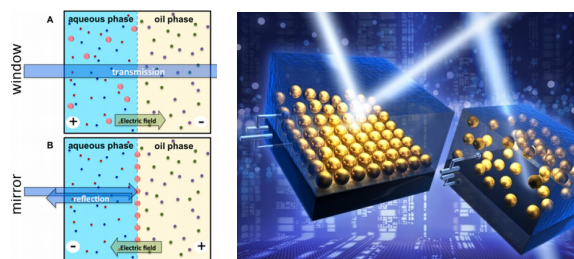 window
A
aqueous phase oil phase
transmission
Electric field
+ -
mirror
B
aqueous phase oil phase
reflection
Electric field
- +